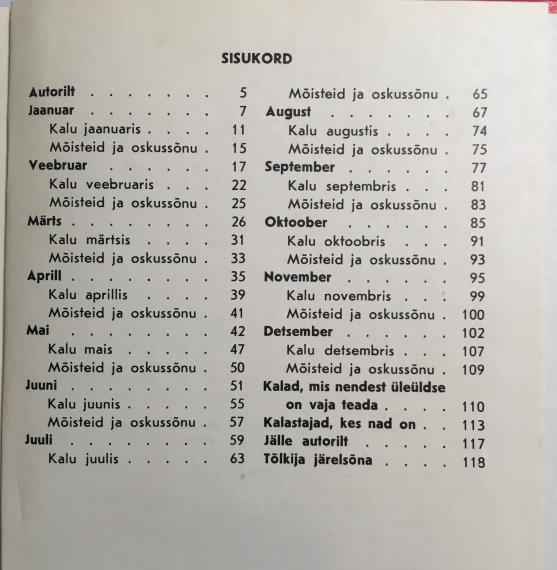 SISUKORD
Autorilt . . . . . . . 5
Jaanuar . . . . . . . 7
Kalu jaanuaris . . . . 11
Mõisteid ja oskussõnu . 15
Veebruar . . . . . . 17
Kalu veebruaris . . . 22
Mõisteid ja oskussõnu . 25
Märts . . . . . . . . 26
Kalu märtsis . . . . 31
Mõisteid ja oskussõnu . 33
Aprill . . . . . . . . 35
Kalu aprillis . . . . 39
Mõisteid ja oskussõnu . 41
Mai . . . . . . . . 42
Kalu mais . . . . . 47
Mõisteid ja oskussõnu . 50
Juuni . . . . . . . . 51
Kalu juunis . . . . . 55
Mõisteid ja oskussõnu . 57
Juuli . . . . . . . . 59
Kalu juulis . . . . . 63
Mõisteid ja oskussõnu . 65
August . . . . . . . 67
Kalu augustis . . . . 74
Mõisteid ja oskussõnu . 75
September . . . . . . 77
Kalu septembris . . . 81
Mõisteid ja oskussõnu . 83
Oktoober . . . . . . 85
Kalu oktoobris . . . 91
Mõisteid ja oskussõnu . 93
November . . . . . . 95
Kalu novembris . . . 99
Mõisteid ja oskussõnu . 100
Detsember . . . . . . 102
Kalu detsembris . . . 107
Mõisteid ja oskussõnu . 109
Kalad, mis nendest üleüldse
on vaja teada . . . . 110
Kalastajad, kes nad on . . 113
Jälle autorilt . . . . . 117
Tõlkija järelsõna . . . . 118